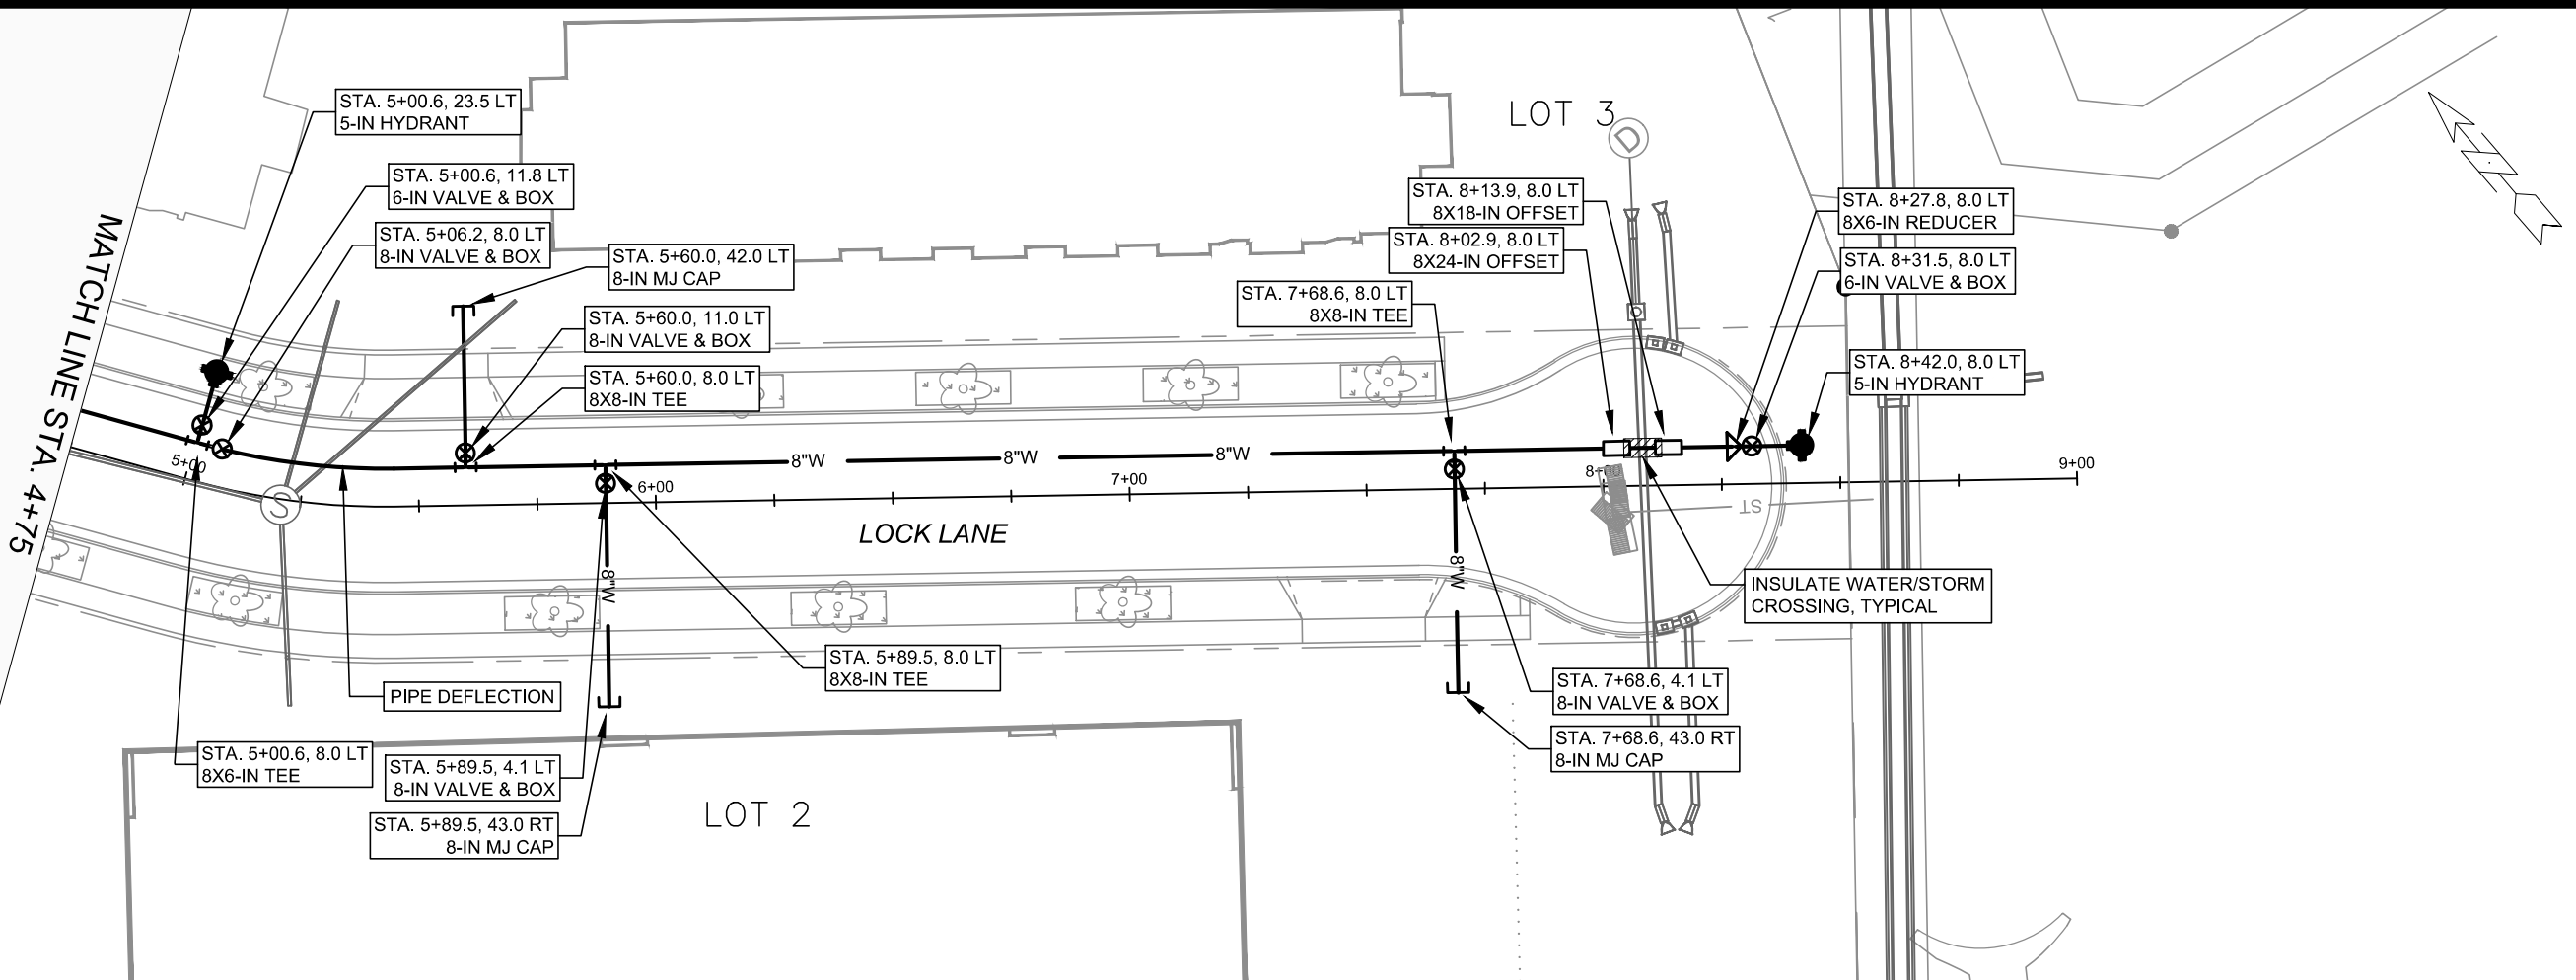 STA. 5+00.6, 23.5 LT
5-IN HYDRANT
STA. 5+00.6, 11.8 LT
6-IN VALVE & BOX
STA. 5+06.2, 8.0 LT
8-IN VALVE & BOX
STA. 5+60.0, 42.0 LT
8-IN MJ CAP
STA. 5+60.0, 11.0 LT
8-IN VALVE & BOX
STA. 5+60.0, 8.0 LT
8X8-IN TEE
LOT 3
D
STA. 8+13.9, 8.0 LT
8X18-IN OFFSET
STA. 8+02.9, 8.0 LT
8X24-IN OFFSET
STA. 7+68.6, 8.0 LT
8X8-IN TEE
STA. 8+27.8, 8.0 LT
8X6-IN REDUCER
STA. 8+31.5, 8.0 LT
6-IN VALVE & BOX
STA. 8+42.0, 8.0 LT
5-IN HYDRANT
MATCH LINE STA. 4+75
8"W
8"W
8"W
5+00
6+00
7+00
8+00
9+00
S
ST
LOCK LANE
8"W
8"W
INSULATE WATER/STORM
CROSSING, TYPICAL
STA. 5+89.5, 8.0 LT
8X8-IN TEE
PIPE DEFLECTION
STA. 7+68.6, 4.1 LT
8-IN VALVE & BOX
STA. 7+68.6, 43.0 RT
8-IN MJ CAP
STA. 5+00.6, 8.0 LT
8X6-IN TEE
STA. 5+89.5, 4.1 LT
8-IN VALVE & BOX
STA. 5+89.5, 43.0 RT
8-IN MJ CAP
LOT 2